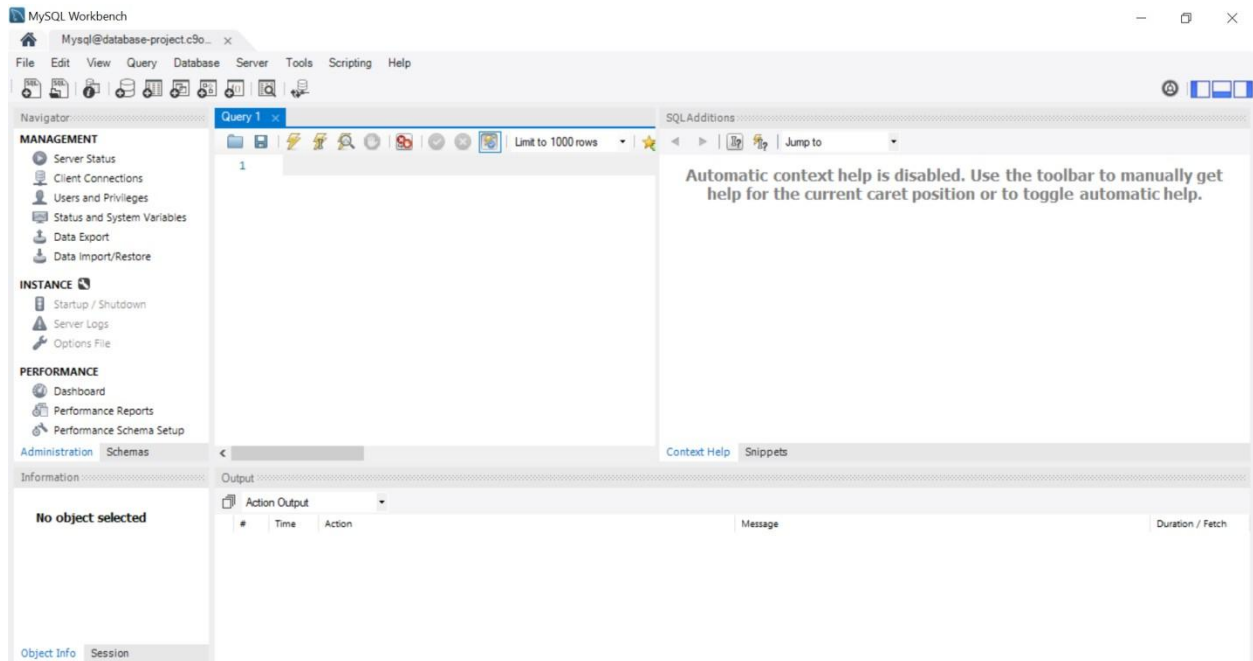 MySQL Workbench
Mysql@database-project.c9o...
File Edit View Query Database Server Tools Scripting Help
Navigator
MANAGEMENT
Server Status
Client Connections
Users and Privileges
Status and System Variables
Data Export
Data Import/Restore
INSTANCE
Startup / Shutdown
Server Logs
Options File
PERFORMANCE
Dashboard
Performance Reports
Performance Schema Setup
Administration Schemas
Query 1
Limit to 1000 rows
1
SQLAdditions
Jump to
Automatic context help is disabled. Use the toolbar to manually get
help for the current caret position or to toggle automatic help.
Context Help Snippets
Information
No object selected
Object Info Session
Output
Action Output
# Time Action Message Duration / Fetch